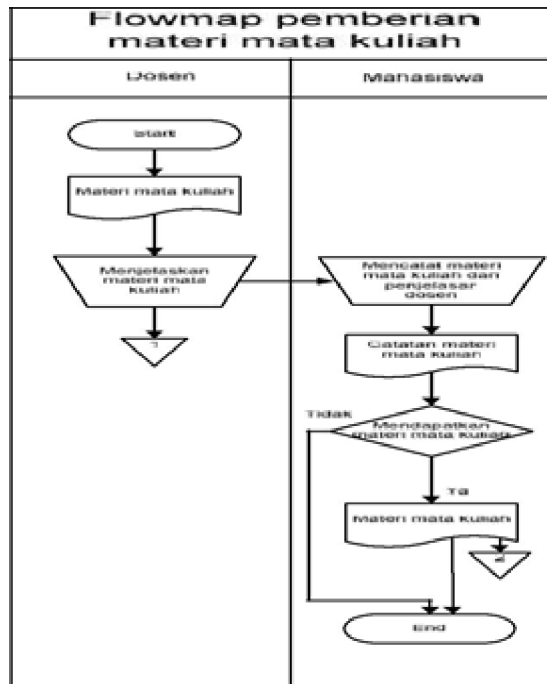 Flowmap pemberian
materi mata kuliah
Dosen
Mahasiswa
Start
Materi mata kuliah
Menjelaskan
materi mata
kuliah
Mencatat materi
mata kuliah dan
penjelasan
dosen
Catatan materi
mata kuliah
Tidak
Mendapatkan
materi mata kuliah
Ya
Materi mata kuliah
End